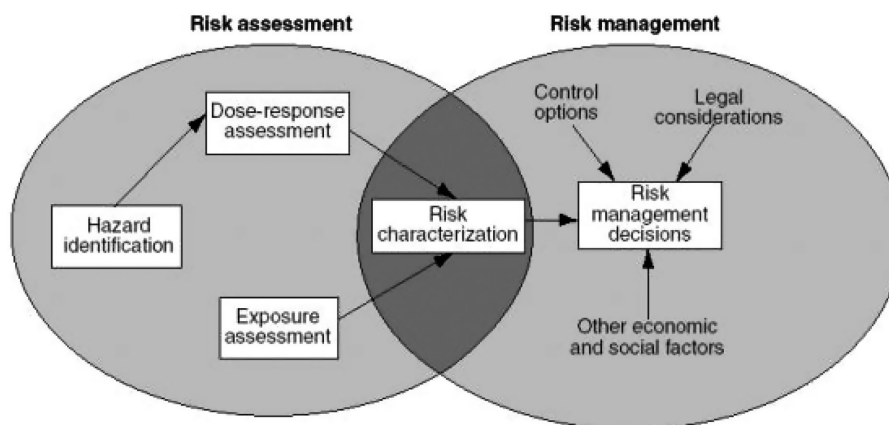 Risk assessment
Risk management
Dose-response
assessment
Control
options
Legal
considerations
Hazard
identification
Risk
characterization
Risk
management
decisions
Exposure
assessment
Other economic
and social factors